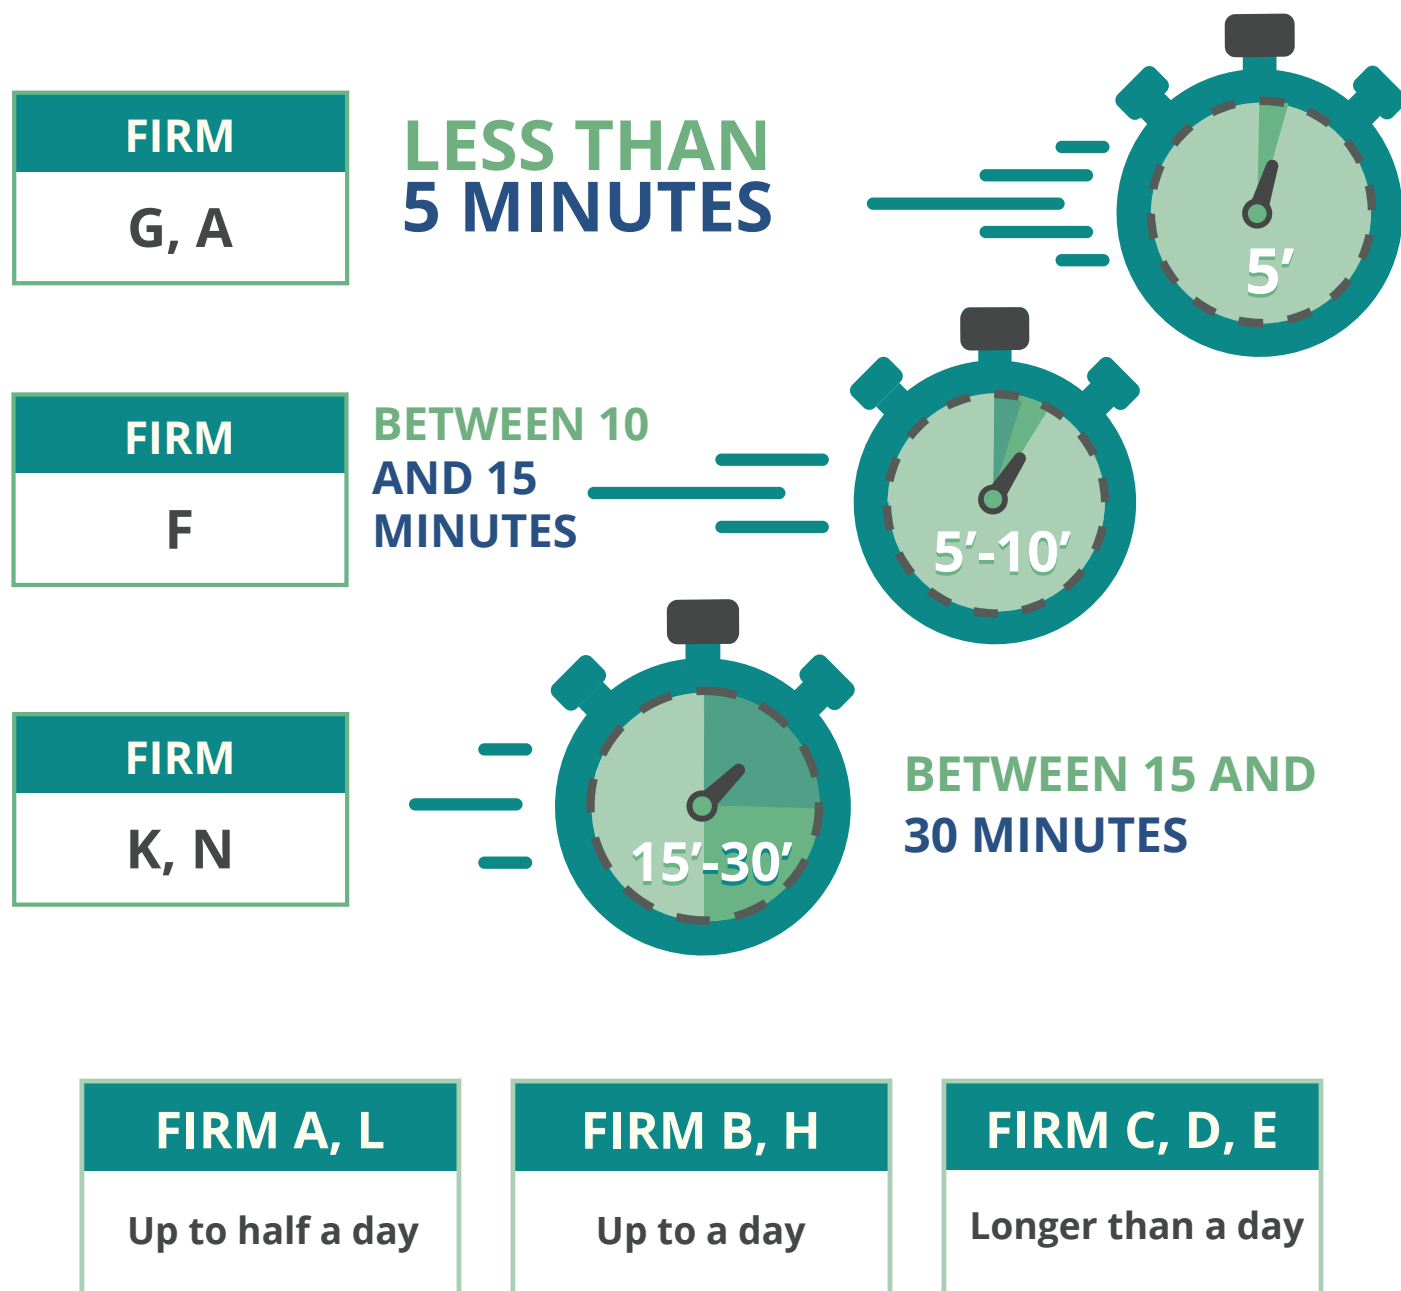 FIRM
G, A
LESS THAN
5 MINUTES
5’
FIRM
F
BETWEEN 10
AND 15
MINUTES
5’-10’
FIRM
K, N
15’-30’
BETWEEN 15 AND
30 MINUTES
FIRM A, L
Up to half a day
FIRM B, H
Up to a day
FIRM C, D, E
Longer than a day